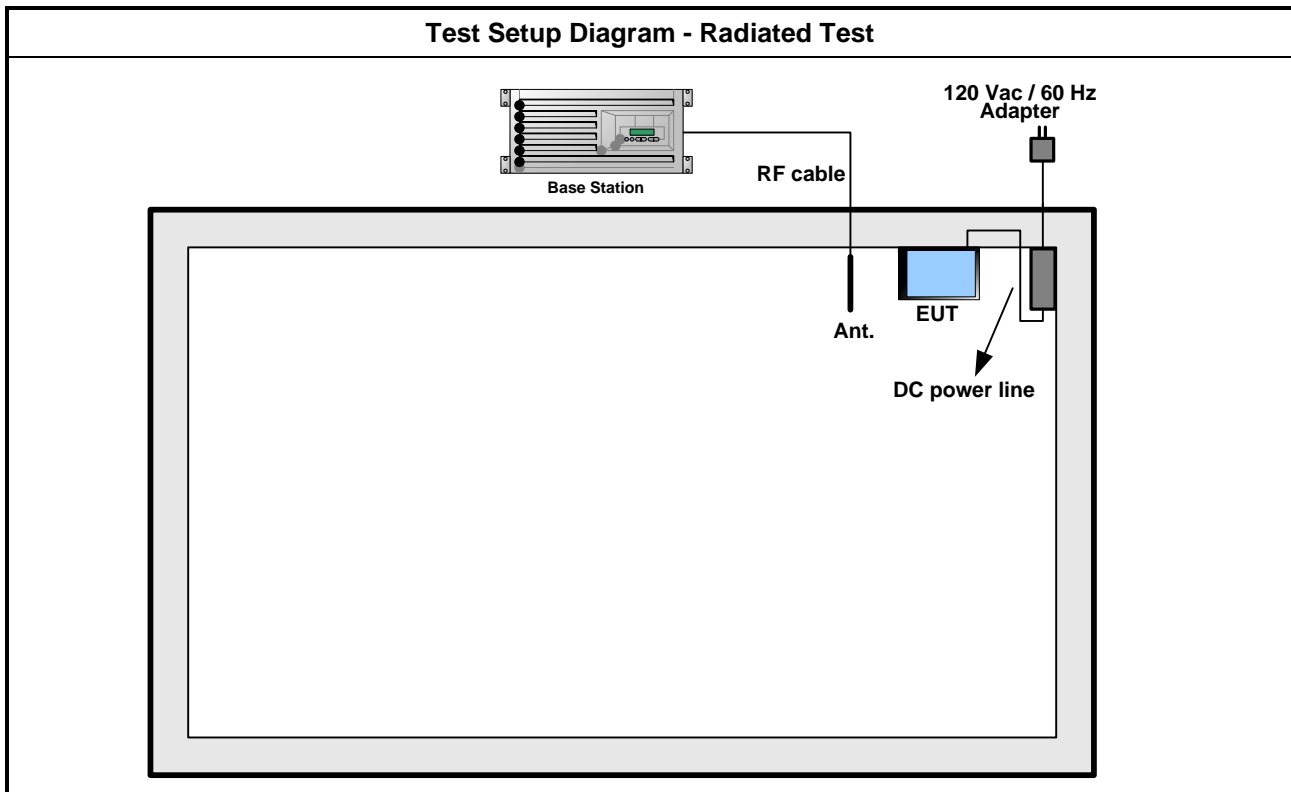 Test Setup Diagram - Radiated Test
120 Vac / 60 Hz
Adapter
RF cable
Base Station
EUT
Ant.
DC power line